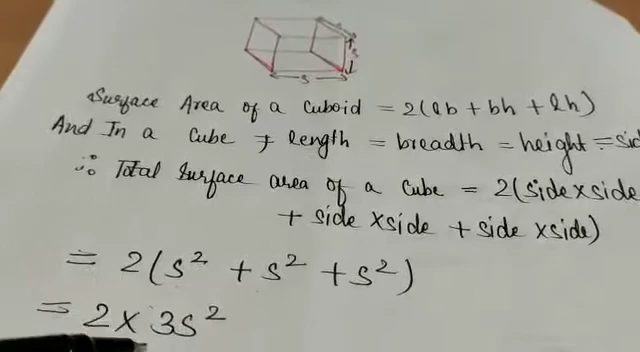 s
s
s
Surface Area of a Cuboid = 2(lb + bh + lh)
And In a Cube, length = breadth = height = sid
∴ Total Surface area of a Cube = 2(side×side
+ side ×side + side ×side)
= 2(s² + s² + s²)
= 2× 3s²